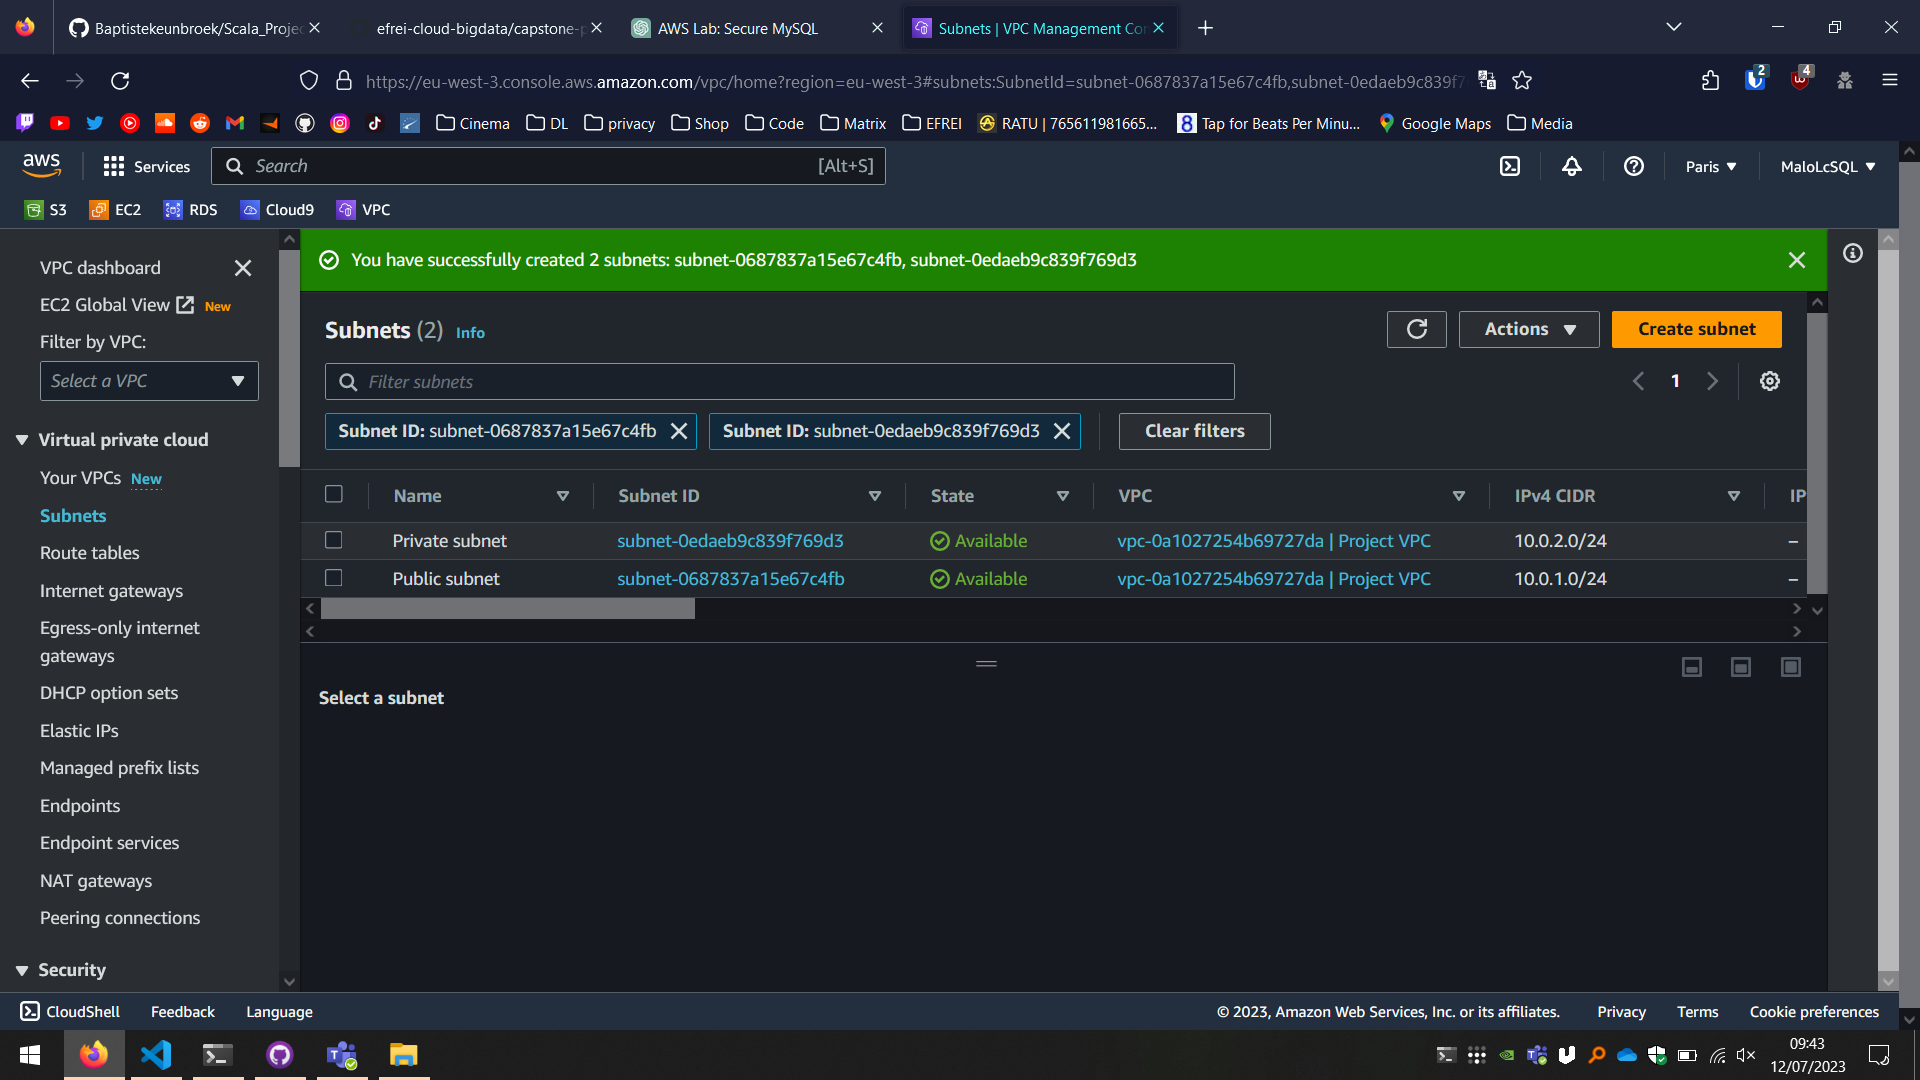 Baptistekeunbroek/Scala_Projec
efrei-cloud-bigdata/capstone-p
AWS Lab: Secure MySQL
Subnets | VPC Management Con
https://eu-west-3.console.aws.amazon.com/vpc/home?region=eu-west-3#subnets:SubnetId=subnet-0687837a15e67c4fb,subnet-0edaeb9c839f7
2
4
Cinema
DL
privacy
Shop
Code
Matrix
EFREI
RATU | 765611981665...
Tap for Beats Per Minu...
Google Maps
Media
aws
Services
Search
[Alt+S]
Paris
MaloLcSQL
S3
EC2
RDS
Cloud9
VPC
VPC dashboard
EC2 Global View New
Filter by VPC:
Select a VPC
Virtual private cloud
Your VPCs New
Subnets
Route tables
Internet gateways
Egress-only internet
gateways
DHCP option sets
Elastic IPs
Managed prefix lists
Endpoints
Endpoint services
NAT gateways
Peering connections
Security
You have successfully created 2 subnets: subnet-0687837a15e67c4fb, subnet-0edaeb9c839f769d3
Subnets (2) Info
Actions
Create subnet
Filter subnets
1
Subnet ID: subnet-0687837a15e67c4fb
Subnet ID: subnet-0edaeb9c839f769d3
Clear filters
Name Subnet ID State VPC IPv4 CIDR IP
Private subnet subnet-0edaeb9c839f769d3 Available vpc-0a1027254b69727da | Project VPC 10.0.2.0/24 –
Public subnet subnet-0687837a15e67c4fb Available vpc-0a1027254b69727da | Project VPC 10.0.1.0/24 –
Select a subnet
CloudShell
Feedback
Language
© 2023, Amazon Web Services, Inc. or its affiliates.
Privacy
Terms
Cookie preferences
09:43
12/07/2023